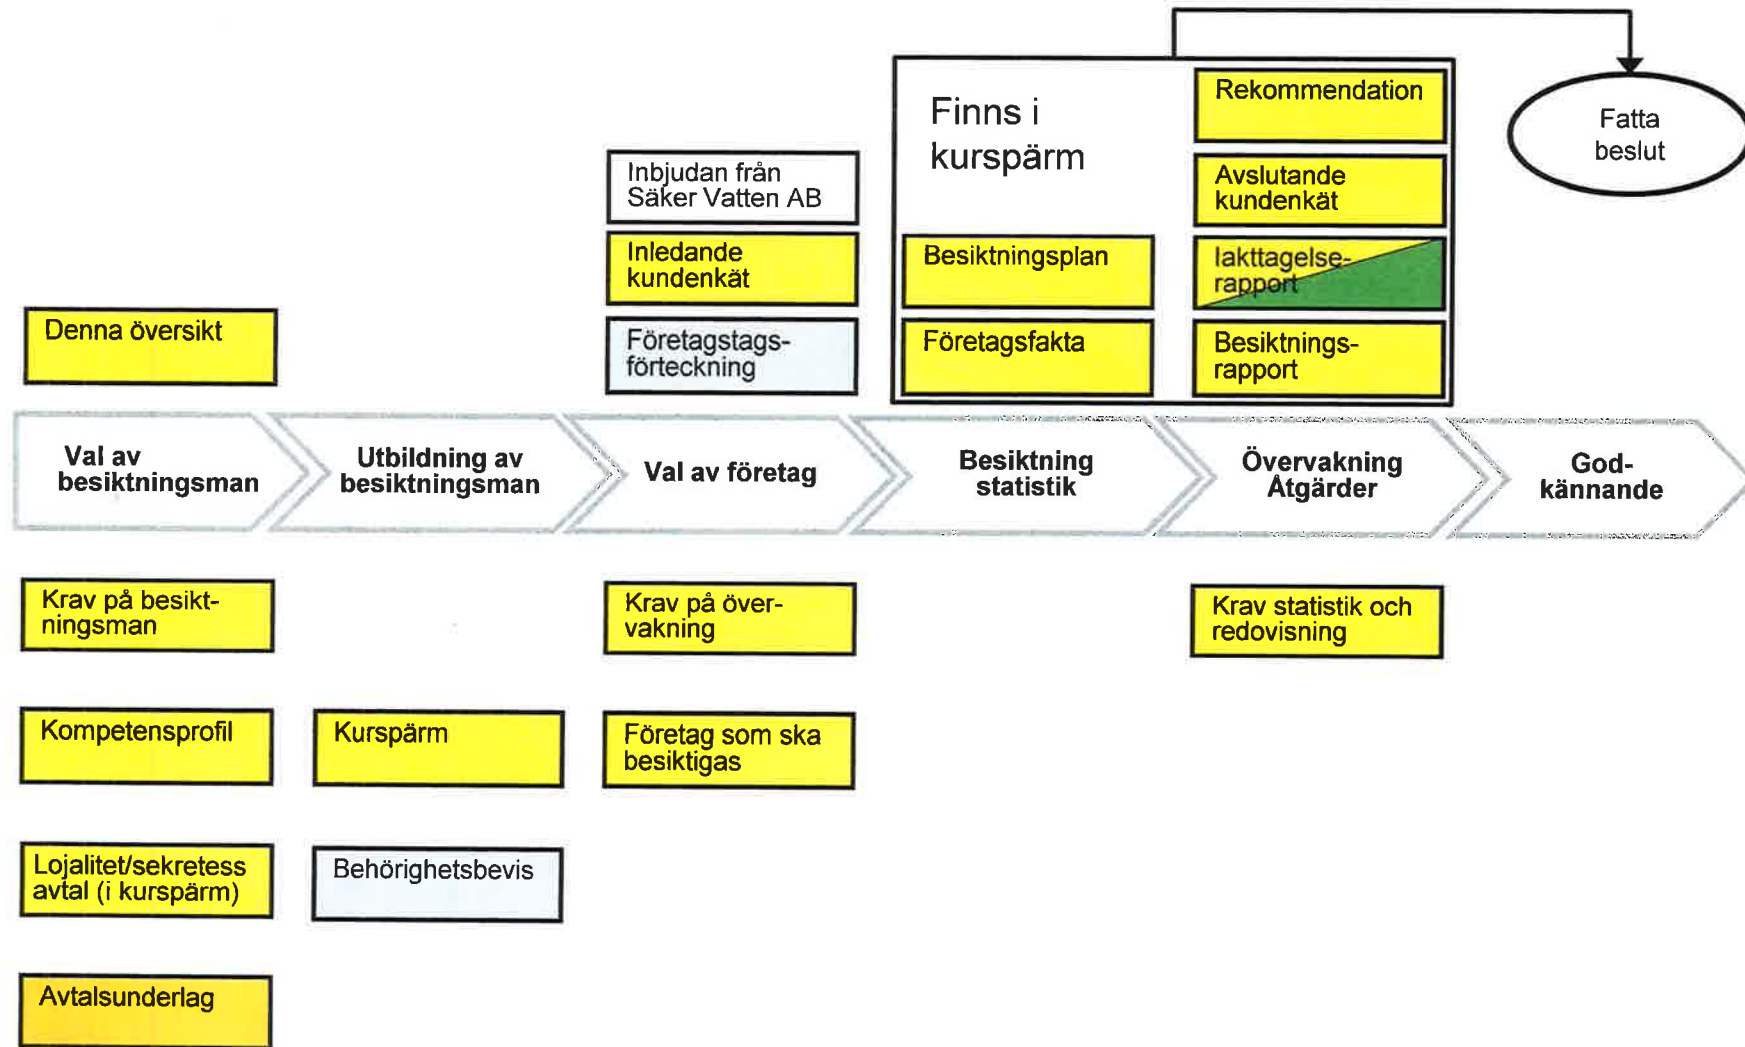 Finns i
kurspärm
Rekommendation
Fatta
beslut
Inbjudan från
Säker Vatten AB
Avslutande
kundenkät
Inledande
kundenkät
Besiktningsplan
Iakttagelse-
rapport
Denna översikt
Företagstags-
förteckning
Företagsfakta
Besiktnings-
rapport
Val av
besiktningsman
Utbildning av
besiktningsman
Val av företag
Besiktning
statistik
Övervakning
Åtgärder
God-
kännande
Krav på besikt-
ningsman
Krav på över-
vakning
Krav statistik och
redovisning
Kompetensprofil
Kurspärm
Företag som ska
besiktigas
Lojalitet/sekretess
avtal (i kurspärm)
Behörighetsbevis
Avtalsunderlag